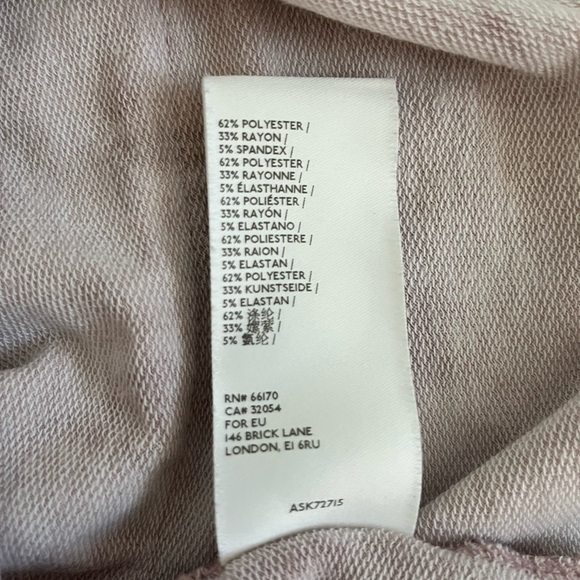 62% POLYESTER /
33% RAYON /
5% SPANDEX /
62% POLYESTER /
33% RAYONNE /
5% ÉLASTHANNE /
62% POLIÉSTER /
33% RAYÓN /
5% ELASTANO /
62% POLIESTERE /
33% RAION /
5% ELASTAN /
62% POLYESTER /
33% KUNSTSEIDE /
5% ELASTAN /
62% 涤纶 /
33% 嫘萦 /
5% 氨纶 /
RN# 66170
CA# 32054
FOR EU
146 BRICK LANE
LONDON, E1 6RU
ASK72715